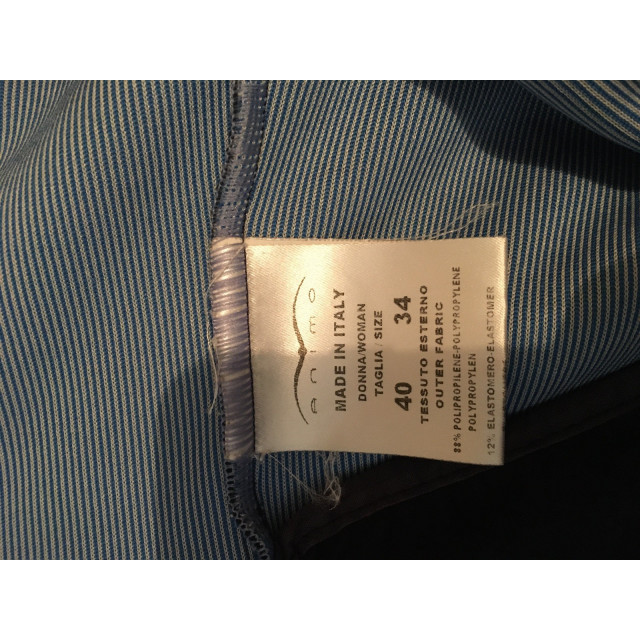 animo
MADE IN ITALY
DONNA/WOMAN
TAGLIA / SIZE
40 34
TESSUTO ESTERNO
OUTER FABRIC
88% POLIPROPILENE-POLYPROPYLENE
POLYPROPYLEN
12% ELASTOMERO-ELASTOMER